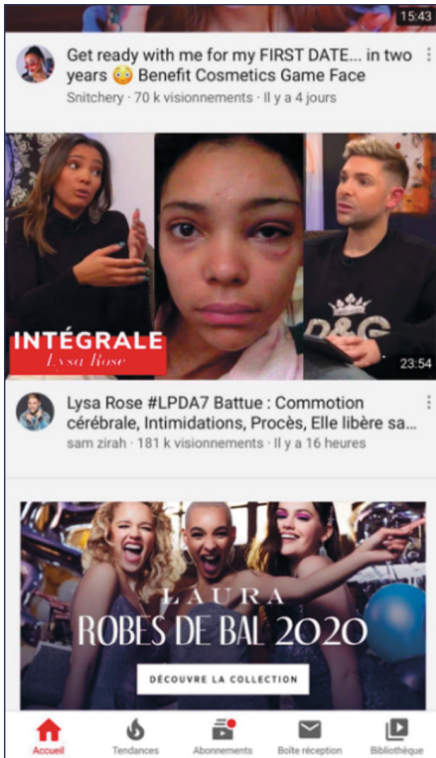 15:43
Get ready with me for my FIRST DATE... in two
years 😳 Benefit Cosmetics Game Face
Snitchery · 70 k visionnements · Il y a 4 jours
D&G
INTÉGRALE
Lysa Rose
23:54
Lysa Rose #LPDA7 Battue : Commotion
cérébrale, Intimidations, Procès, Elle libère sa...
sam zirah · 181 k visionnements · Il y a 16 heures
LAURA
ROBES DE BAL 2020
DÉCOUVRE LA COLLECTION
Accueil Tendances Abonnements Boîte réception Bibliothèque